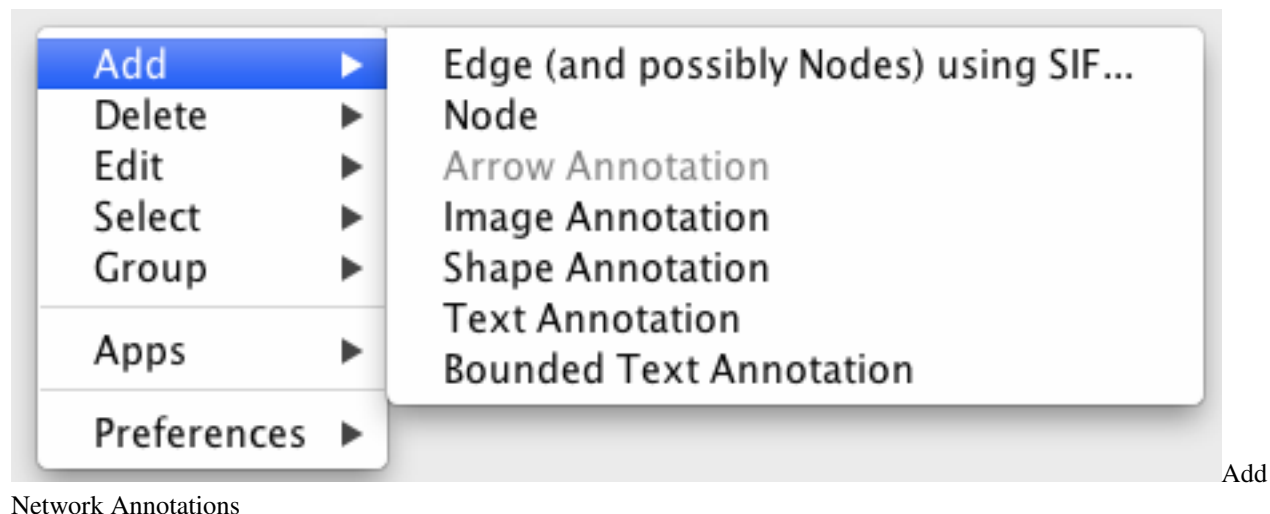 Add
Delete
Edit
Select
Group
Apps
Preferences
Edge (and possibly Nodes) using SIF...
Node
Arrow Annotation
Image Annotation
Shape Annotation
Text Annotation
Bounded Text Annotation
Add
Network Annotations